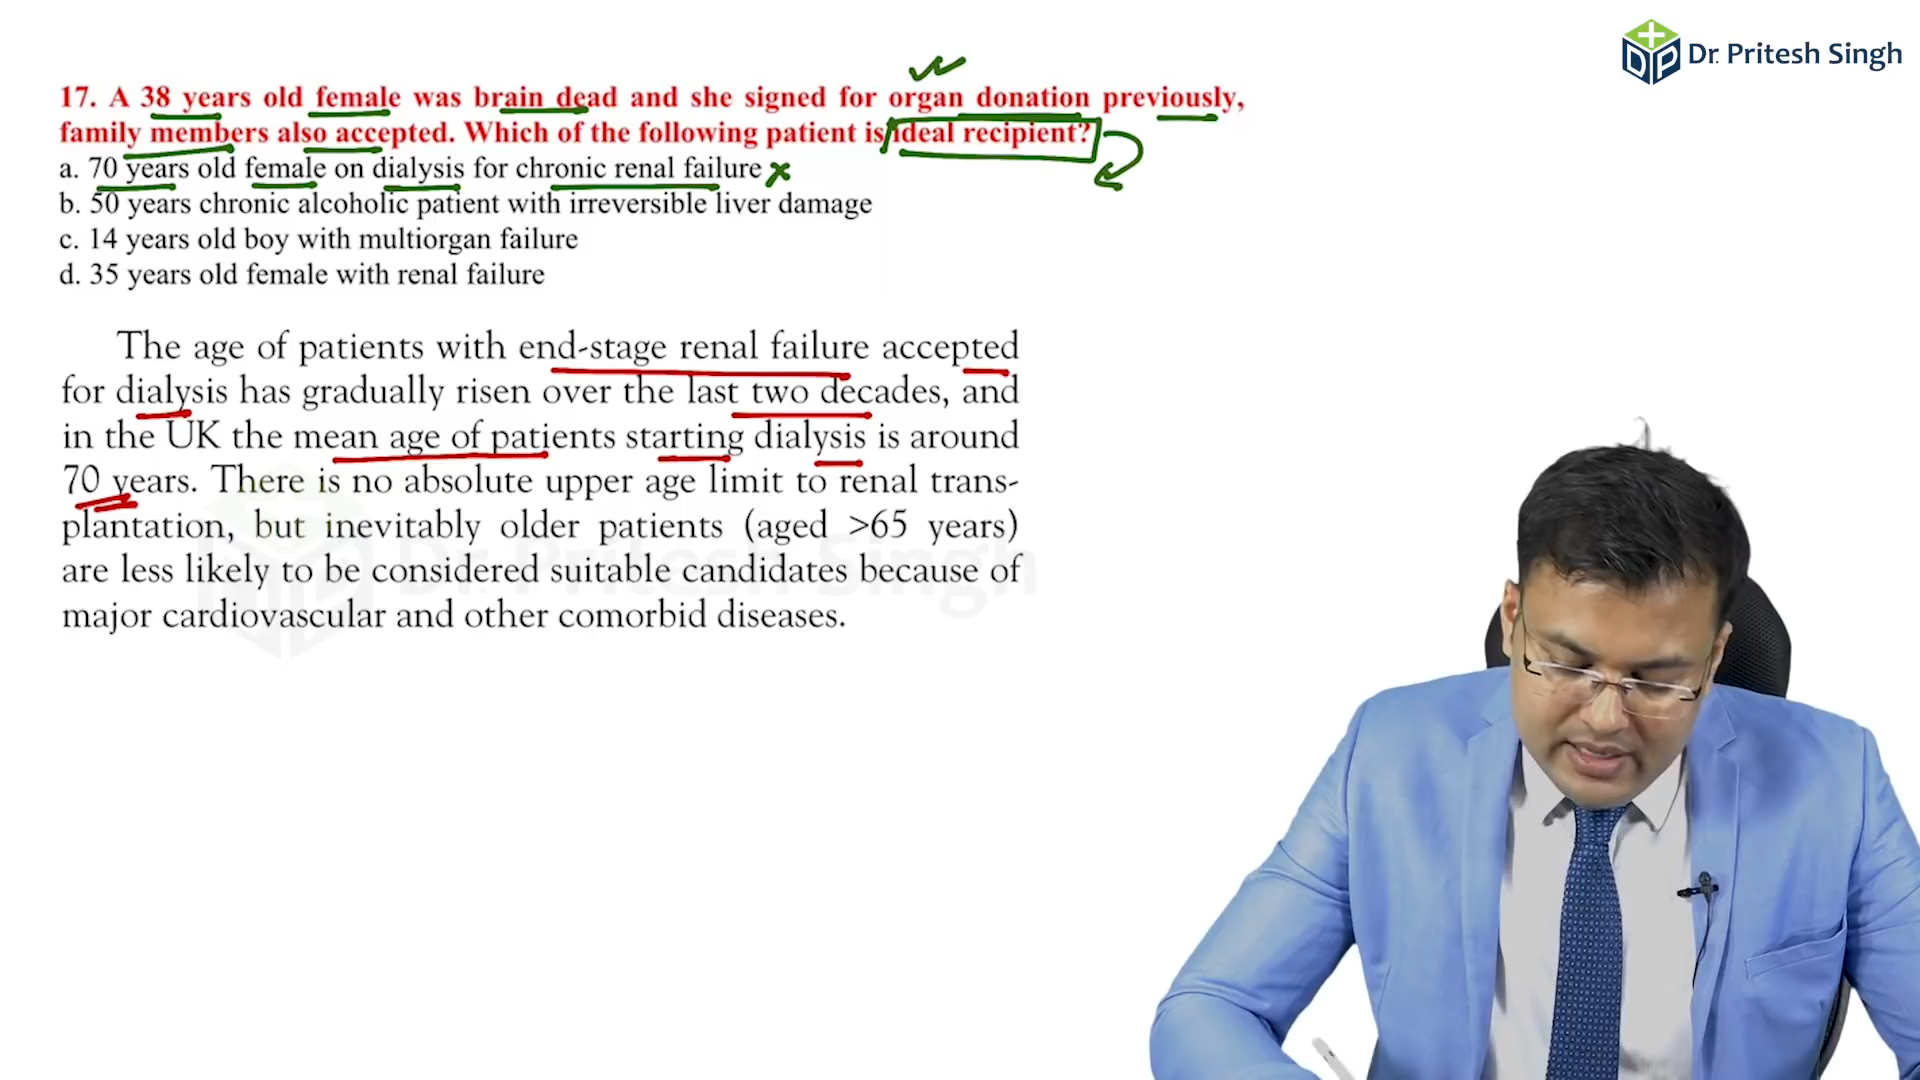 Dr. Pritesh Singh
17. A 38 years old female was brain dead and she signed for organ donation previously,
family members also accepted. Which of the following patient is ideal recipient?
a. 70 years old female on dialysis for chronic renal failure
b. 50 years chronic alcoholic patient with irreversible liver damage
c. 14 years old boy with multiorgan failure
d. 35 years old female with renal failure
The age of patients with end-stage renal failure accepted
for dialysis has gradually risen over the last two decades, and
in the UK the mean age of patients starting dialysis is around
70 years. There is no absolute upper age limit to renal trans-
plantation, but inevitably older patients (aged >65 years)
are less likely to be considered suitable candidates because of
major cardiovascular and other comorbid diseases.
Dr. Pritesh Singh